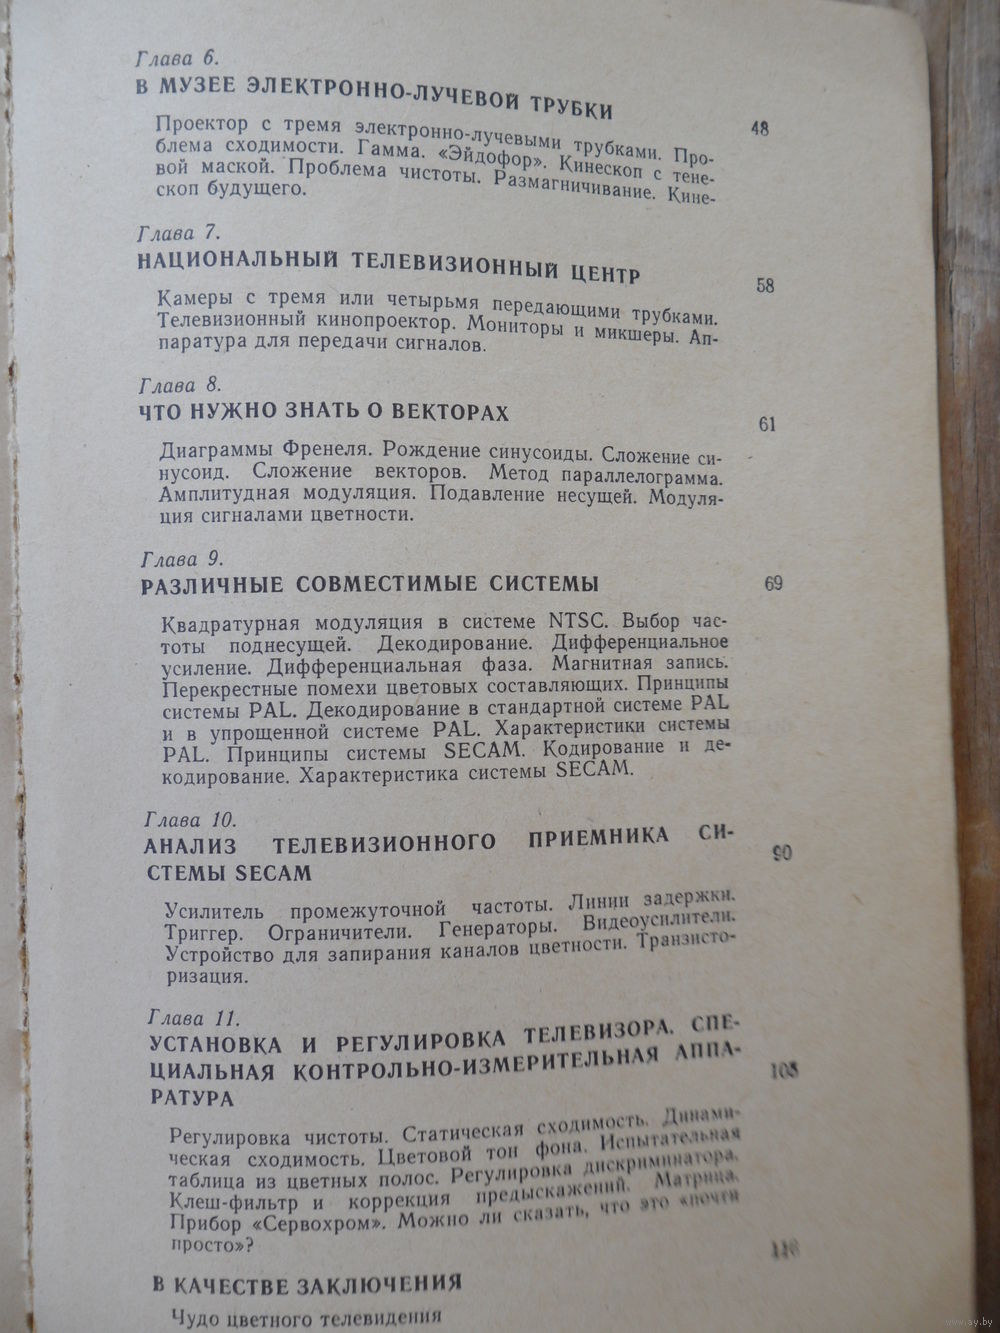 Глава 6.
В МУЗЕЕ ЭЛЕКТРОННО-ЛУЧЕВОЙ ТРУБКИ 48
Проектор с тремя электронно-лучевыми трубками. Про-
блема сходимости. Гамма. «Эйдофор». Кинескоп с тене-
вой маской. Проблема чистоты. Размагничивание. Кине-
скоп будущего.
Глава 7.
НАЦИОНАЛЬНЫЙ ТЕЛЕВИЗИОННЫЙ ЦЕНТР 58
Камеры с тремя или четырьмя передающими трубками.
Телевизионный кинопроектор. Мониторы и микшеры. Ап-
паратура для передачи сигналов.
Глава 8.
ЧТО НУЖНО ЗНАТЬ О ВЕКТОРАХ 61
Диаграммы Френеля. Рождение синусоиды. Сложение си-
нусоид. Сложение векторов. Метод параллелограмма.
Амплитудная модуляция. Подавление несущей. Модуля-
ция сигналами цветности.
Глава 9.
РАЗЛИЧНЫЕ СОВМЕСТИМЫЕ СИСТЕМЫ 69
Квадратурная модуляция в системе NTSC. Выбор час-
тоты поднесущей. Декодирование. Дифференциальное
усиление. Дифференциальная фаза. Магнитная запись.
Перекрестные помехи цветовых составляющих. Принципы
системы PAL. Декодирование в стандартной системе PAL
и в упрощенной системе PAL. Характеристики системы
PAL. Принципы системы SECAM. Кодирование и де-
кодирование. Характеристика системы SECAM.
Глава 10.
АНАЛИЗ ТЕЛЕВИЗИОННОГО ПРИЕМНИКА СИ-
СТЕМЫ SECAM 90
Усилитель промежуточной частоты. Линии задержки.
Триггер. Ограничители. Генераторы. Видеоусилители.
Устройство для запирания каналов цветности. Транзисто-
ризация.
Глава 11.
УСТАНОВКА И РЕГУЛИРОВКА ТЕЛЕВИЗОРА. СПЕ-
ЦИАЛЬНАЯ КОНТРОЛЬНО-ИЗМЕРИТЕЛЬНАЯ АППА-
РАТУРА
Регулировка чистоты. Статическая сходимость. Динами-
ческая сходимость. Цветовой тон фона. Испытательная
таблица из цветных полос. Регулировка дискриминатора.
Клеш-фильтр и коррекция предыскажений. Матрица.
Прибор «Сервохром». Можно ли сказать, что это «почти
просто»?
В КАЧЕСТВЕ ЗАКЛЮЧЕНИЯ
Чудо цветного телевидения
www.ay.by